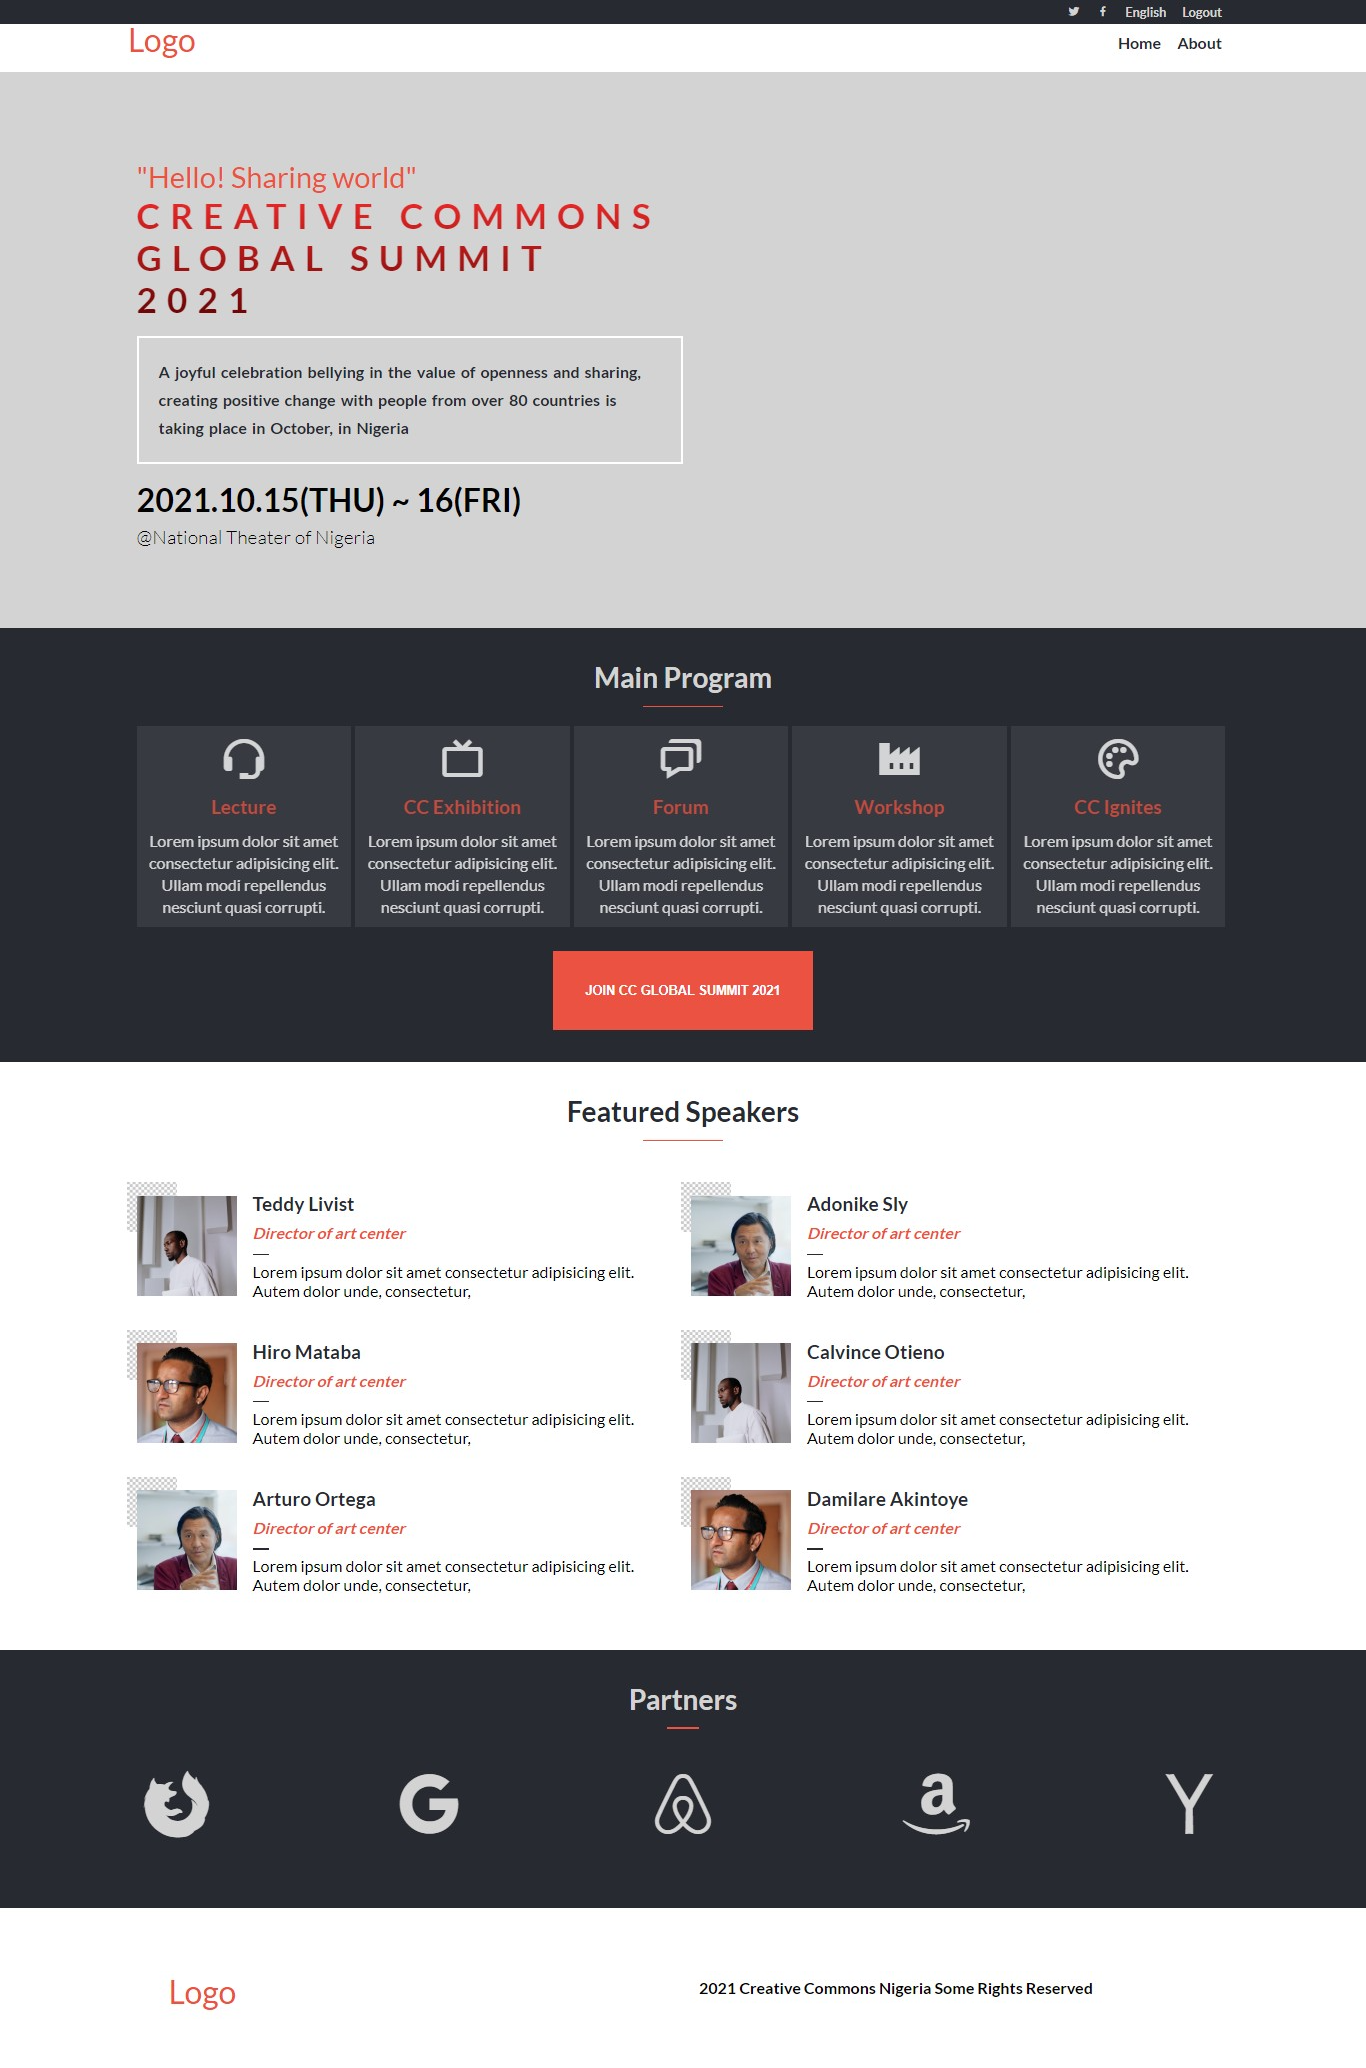 English Logout
Logo
Home About
"Hello! Sharing world"
CREATIVE COMMONS
GLOBAL SUMMIT
2021
A joyful celebration bellying in the value of openness and sharing,
creating positive change with people from over 80 countries is
taking place in October, in Nigeria
2021.10.15(THU) ~ 16(FRI)
@National Theater of Nigeria
Main Program
Lecture
Lorem ipsum dolor sit amet
consectetur adipisicing elit.
Ullam modi repellendus
nesciunt quasi corrupti.
CC Exhibition
Lorem ipsum dolor sit amet
consectetur adipisicing elit.
Ullam modi repellendus
nesciunt quasi corrupti.
Forum
Lorem ipsum dolor sit amet
consectetur adipisicing elit.
Ullam modi repellendus
nesciunt quasi corrupti.
Workshop
Lorem ipsum dolor sit amet
consectetur adipisicing elit.
Ullam modi repellendus
nesciunt quasi corrupti.
CC Ignites
Lorem ipsum dolor sit amet
consectetur adipisicing elit.
Ullam modi repellendus
nesciunt quasi corrupti.
JOIN CC GLOBAL SUMMIT 2021
Featured Speakers
Teddy Livist
Director of art center
Lorem ipsum dolor sit amet consectetur adipisicing elit.
Autem dolor unde, consectetur,
Adonike Sly
Director of art center
Lorem ipsum dolor sit amet consectetur adipisicing elit.
Autem dolor unde, consectetur,
Hiro Mataba
Director of art center
Lorem ipsum dolor sit amet consectetur adipisicing elit.
Autem dolor unde, consectetur,
Calvince Otieno
Director of art center
Lorem ipsum dolor sit amet consectetur adipisicing elit.
Autem dolor unde, consectetur,
Arturo Ortega
Director of art center
Lorem ipsum dolor sit amet consectetur adipisicing elit.
Autem dolor unde, consectetur,
Damilare Akintoye
Director of art center
Lorem ipsum dolor sit amet consectetur adipisicing elit.
Autem dolor unde, consectetur,
Partners
Logo
2021 Creative Commons Nigeria Some Rights Reserved